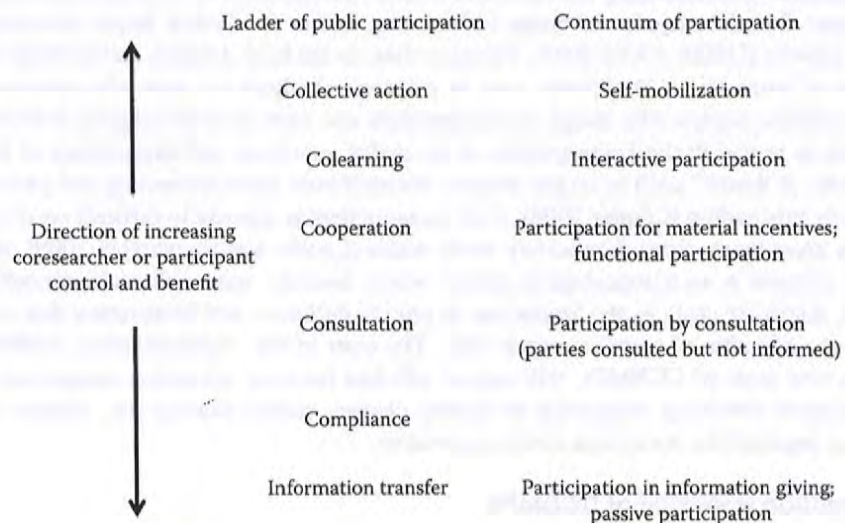 Ladder of public participation Continuum of participation
Collective action Self-mobilization
Colearning Interactive participation
Direction of increasing
coresearcher or participant
control and benefit
Cooperation Participation for material incentives;
functional participation
Consultation Participation by consultation
(parties consulted but not informed)
Compliance
Information transfer Participation in information giving;
passive participation